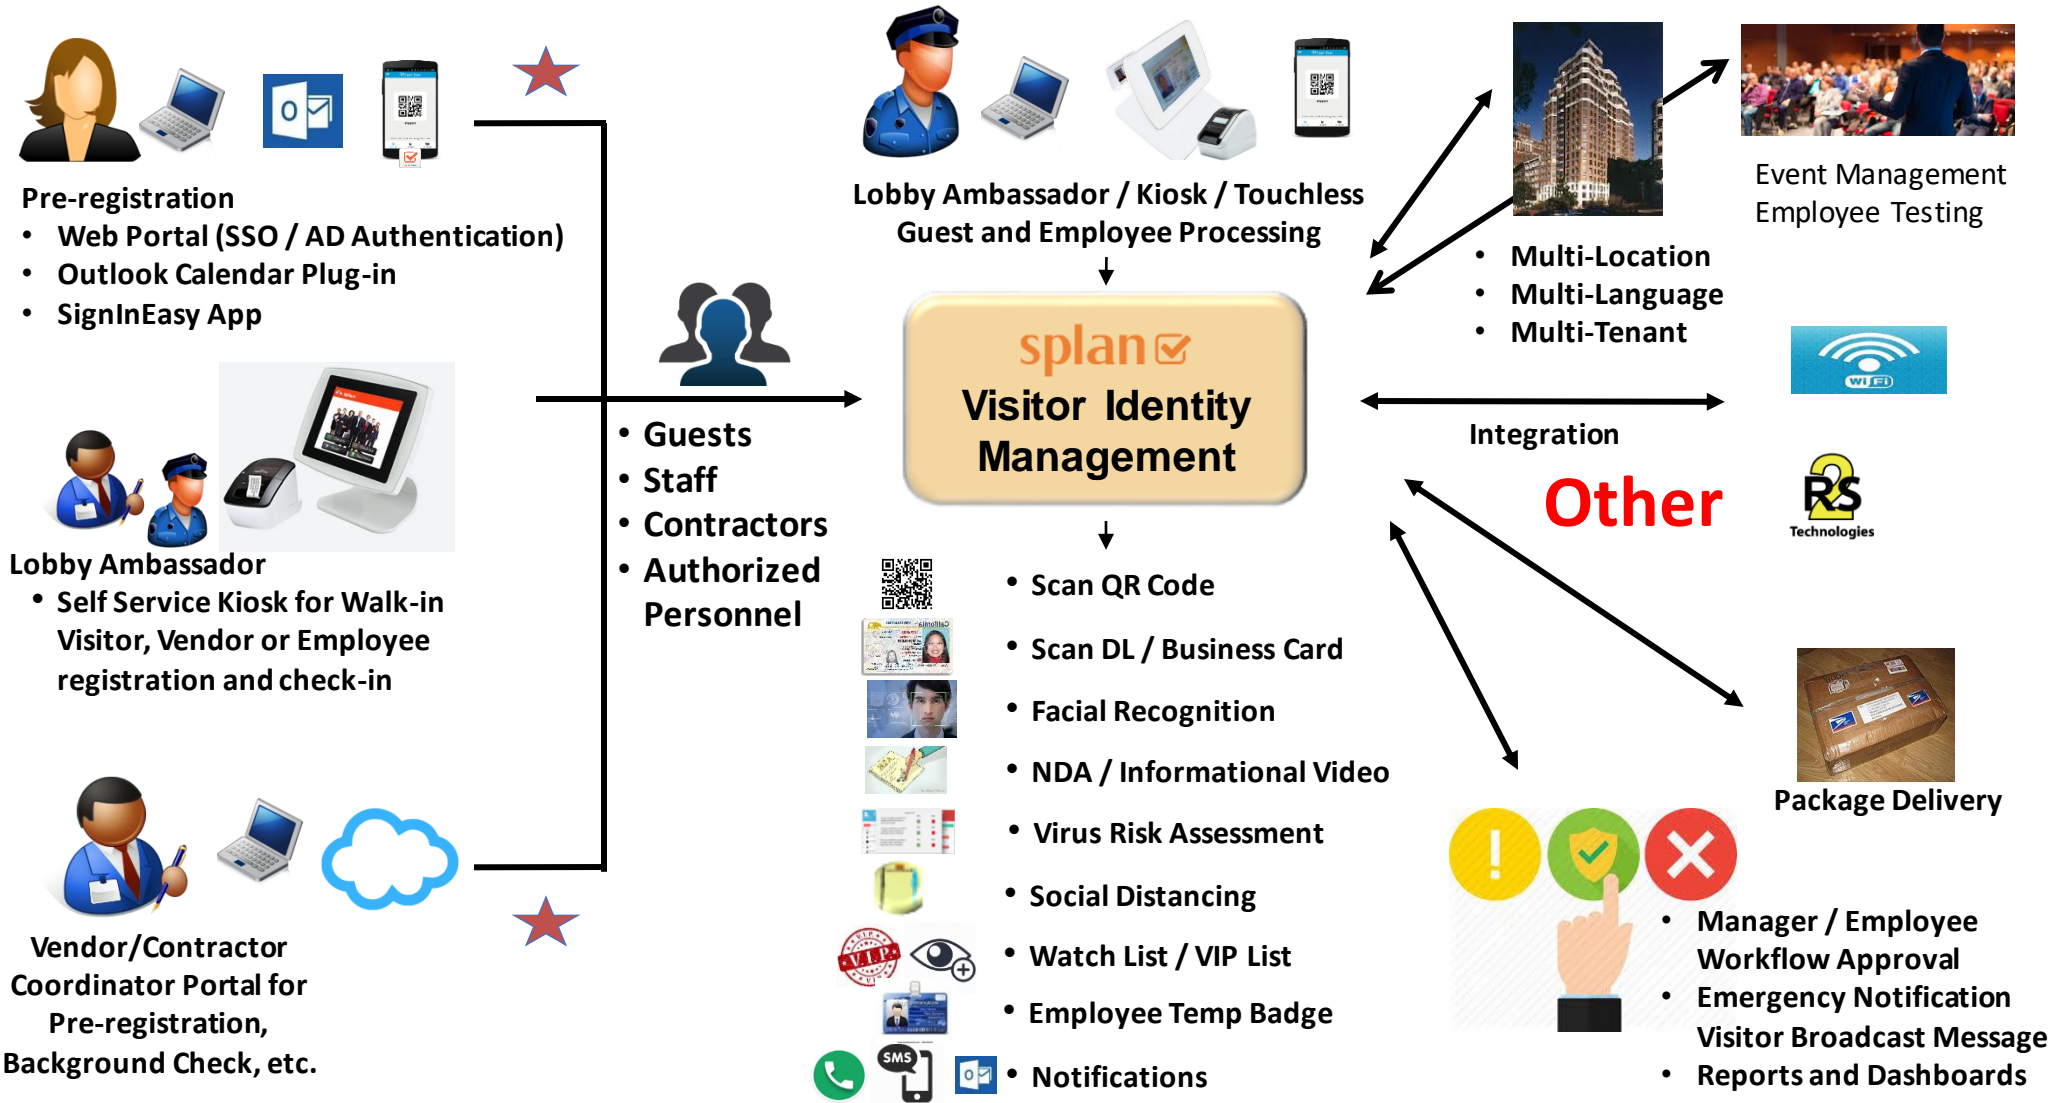 Pre-registration
• Web Portal (SSO / AD Authentication)
• Outlook Calendar Plug-in
• SignInEasy App
Lobby Ambassador
• Self Service Kiosk for Walk-in
Visitor, Vendor or Employee
registration and check-in
Vendor/Contractor
Coordinator Portal for
Pre-registration,
Background Check, etc.
• Guests
• Staff
• Contractors
• Authorized
Personnel
Lobby Ambassador / Kiosk / Touchless
Guest and Employee Processing
splan
Visitor Identity
Management
• Scan QR Code
• Scan DL / Business Card
• Facial Recognition
• NDA / Informational Video
• Virus Risk Assessment
• Social Distancing
• Watch List / VIP List
• Employee Temp Badge
• Notifications
California
VIP
SMS
O
• Multi-Location
• Multi-Language
• Multi-Tenant
Event Management
Employee Testing
WiFi
Integration
Other
RS2
Technologies
Package Delivery
• Manager / Employee
Workflow Approval
• Emergency Notification
Visitor Broadcast Message
• Reports and Dashboards